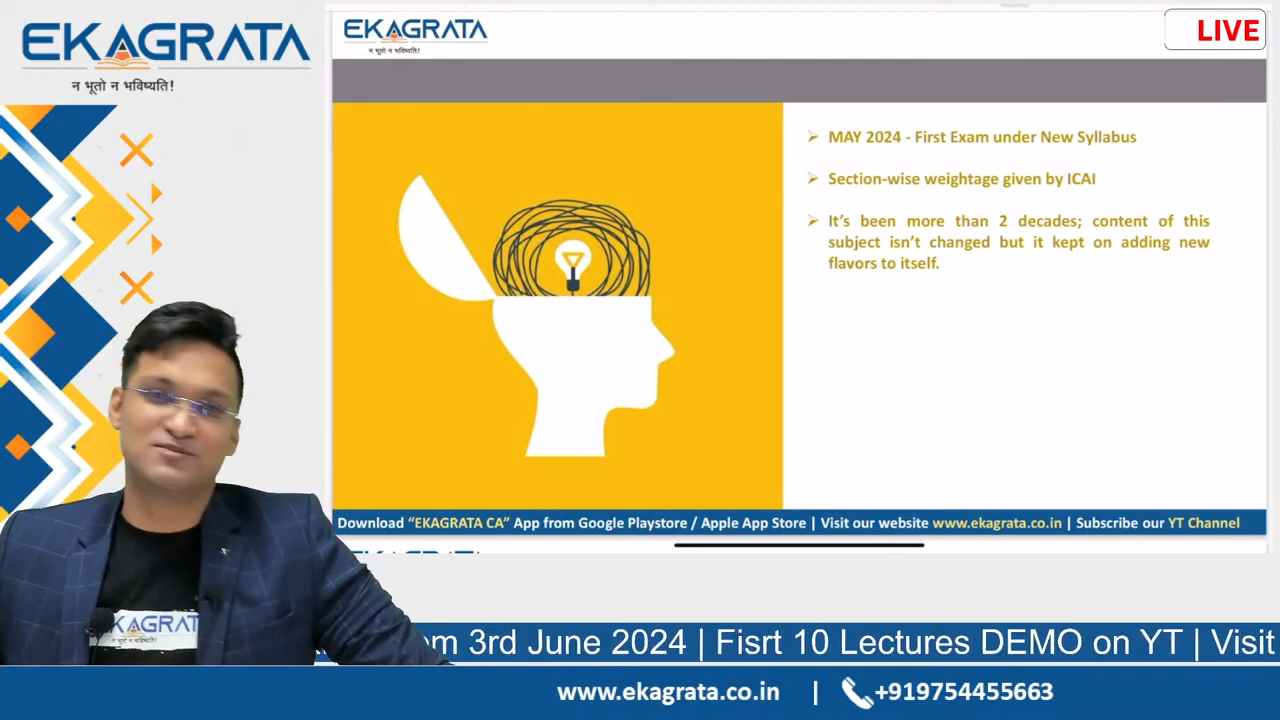 EKAGRATA
न भूतो न भविष्यति!
EKAGRATA
न भूतो न भविष्यति!
LIVE
➢ MAY 2024 - First Exam under New Syllabus
➢ Section-wise weightage given by ICAI
➢ It's been more than 2 decades; content of this
subject isn't changed but it kept on adding new
flavors to itself.
Download “EKAGRATA CA” App from Google Playstore / Apple App Store | Visit our website www.ekagrata.co.in | Subscribe our YT Channel
KAGRAT
न भूतो न भविष्यति!
3rd June 2024 | Fisrt 10 Lectures DEMO on YT | Visit
www.ekagrata.co.in | +919754455663